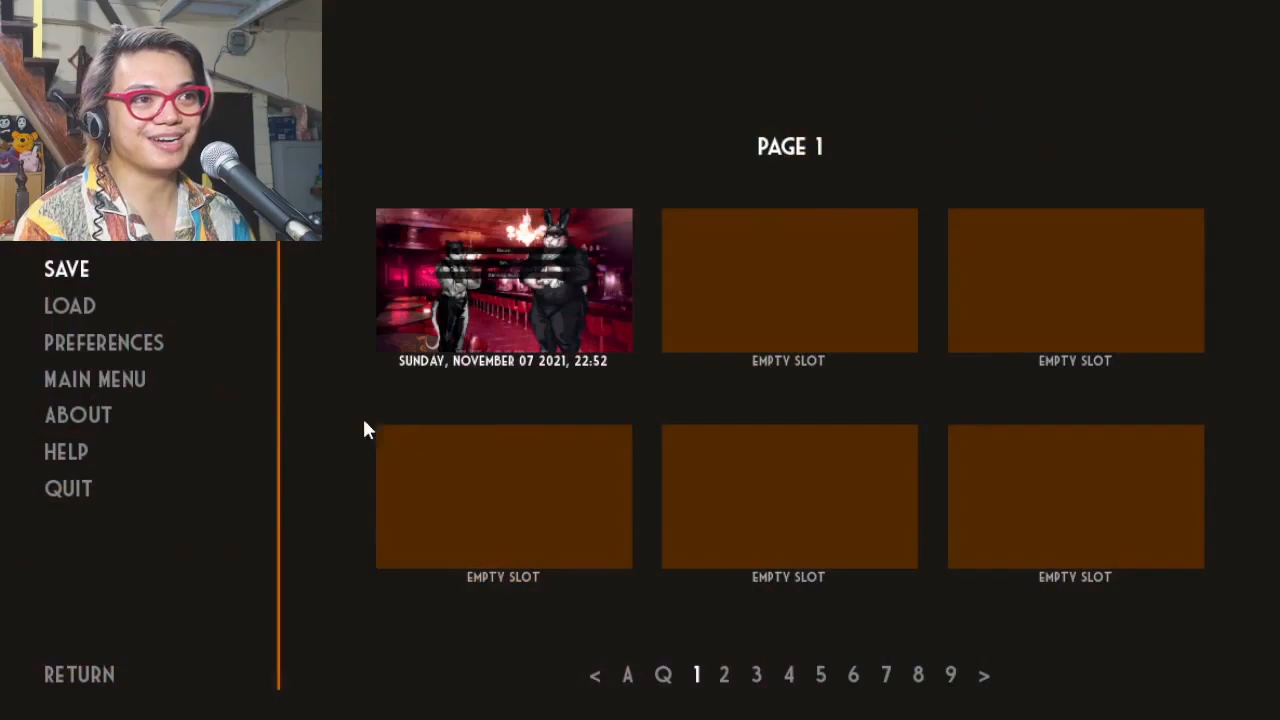 PAGE 1
SUNDAY, NOVEMBER 07 2021, 22:52
EMPTY SLOT
EMPTY SLOT
SAVE
LOAD
PREFERENCES
MAIN MENU
ABOUT
HELP
QUIT
EMPTY SLOT
EMPTY SLOT
EMPTY SLOT
RETURN
< A Q 1 2 3 4 5 6 7 8 9 >